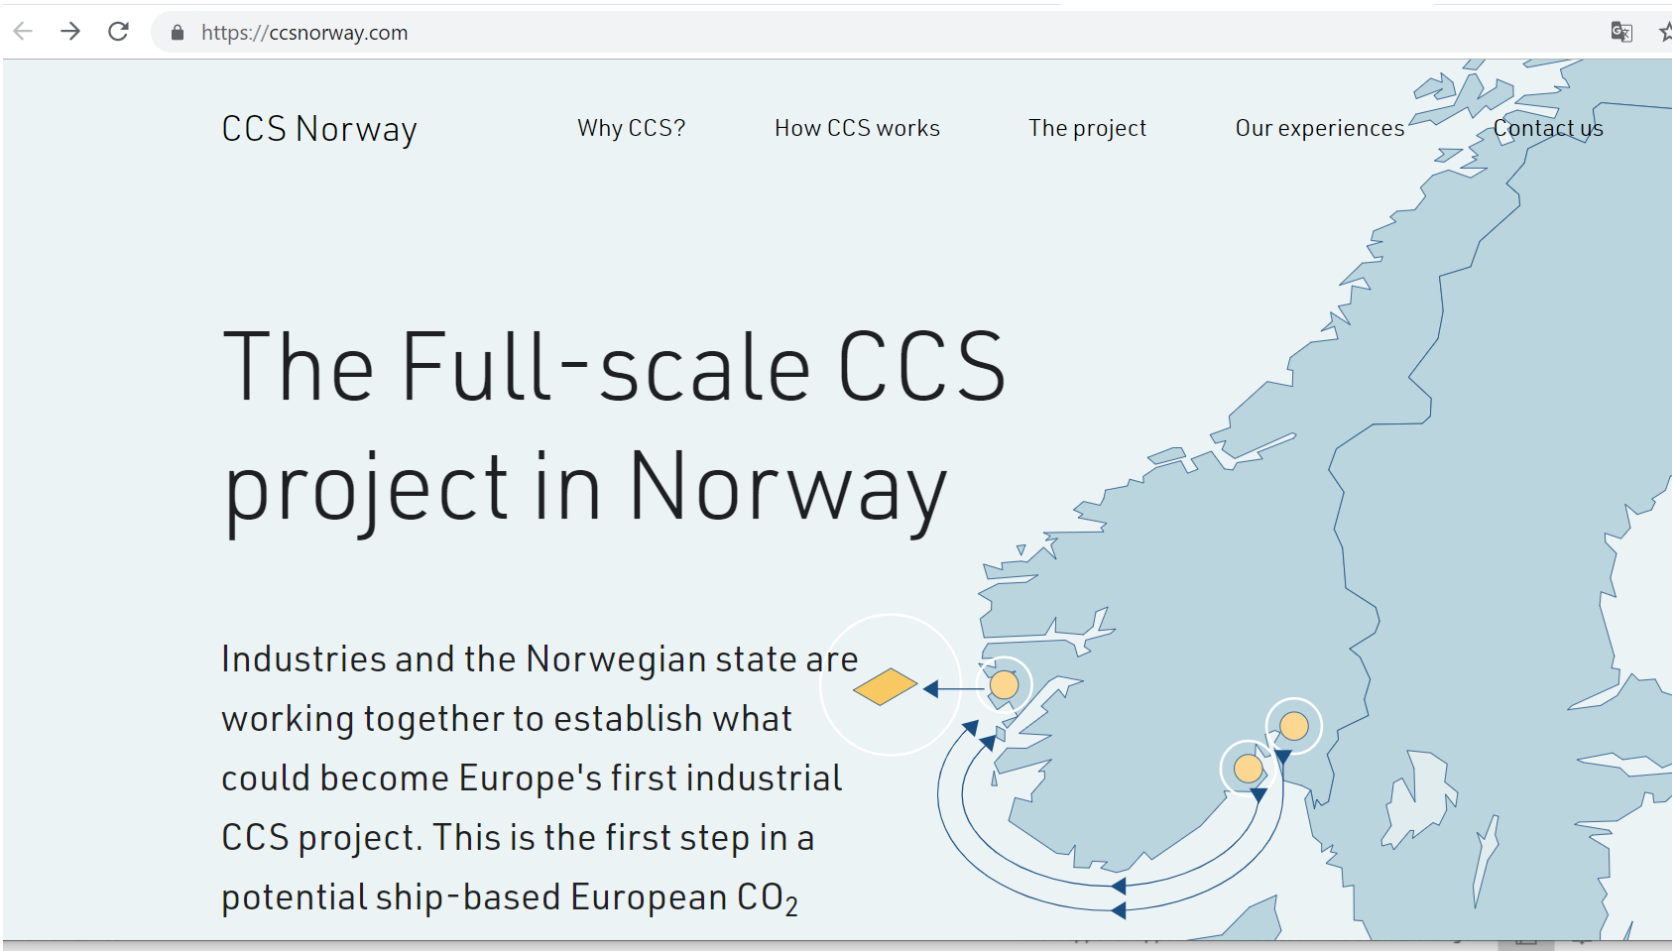 https://ccsnorway.com
CCS Norway
Why CCS?
How CCS works
The project
Our experiences
Contact us
The Full-scale CCS
project in Norway
Industries and the Norwegian state are
working together to establish what
could become Europe's first industrial
CCS project. This is the first step in a
potential ship-based European CO₂